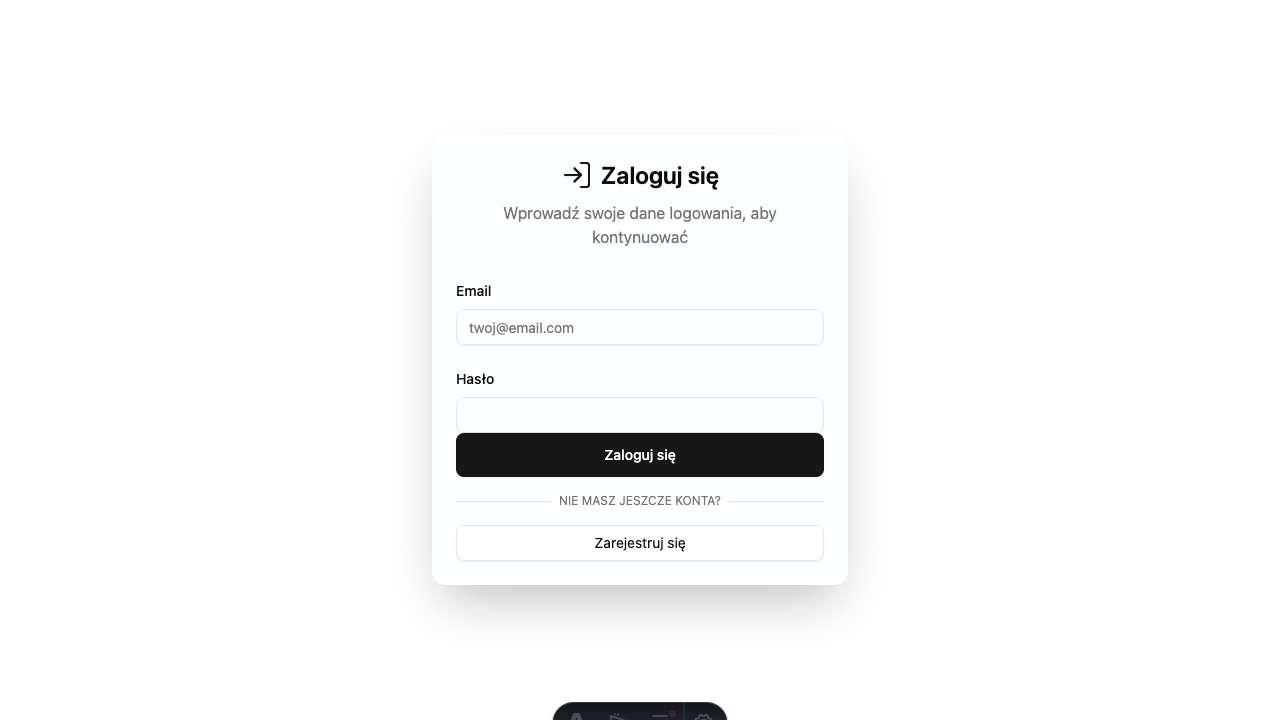 Zaloguj się
Wprowadź swoje dane logowania, aby
kontynuować
Email
twoj@email.com
Hasło
Zaloguj się
NIE MASZ JESZCZE KONTA?
Zarejestruj się